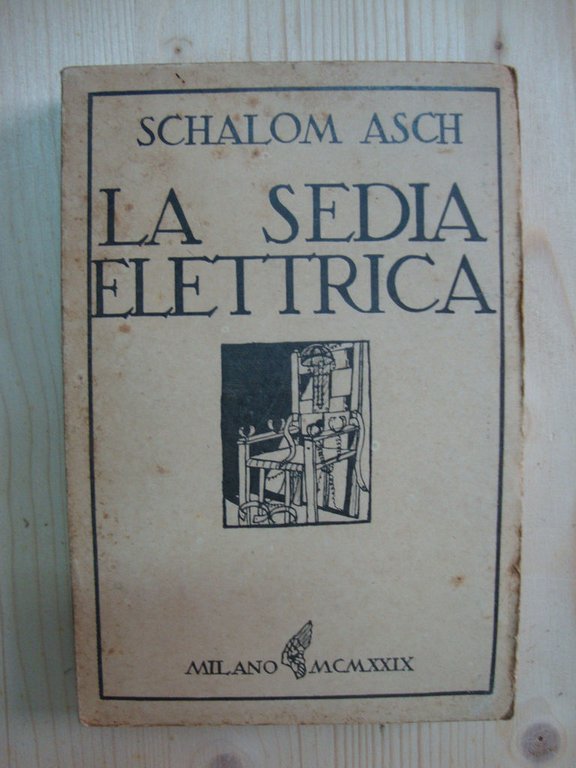 SCHALOM ASCH
LA SEDIA
ELETTRICA
MILANO MCMXXIX